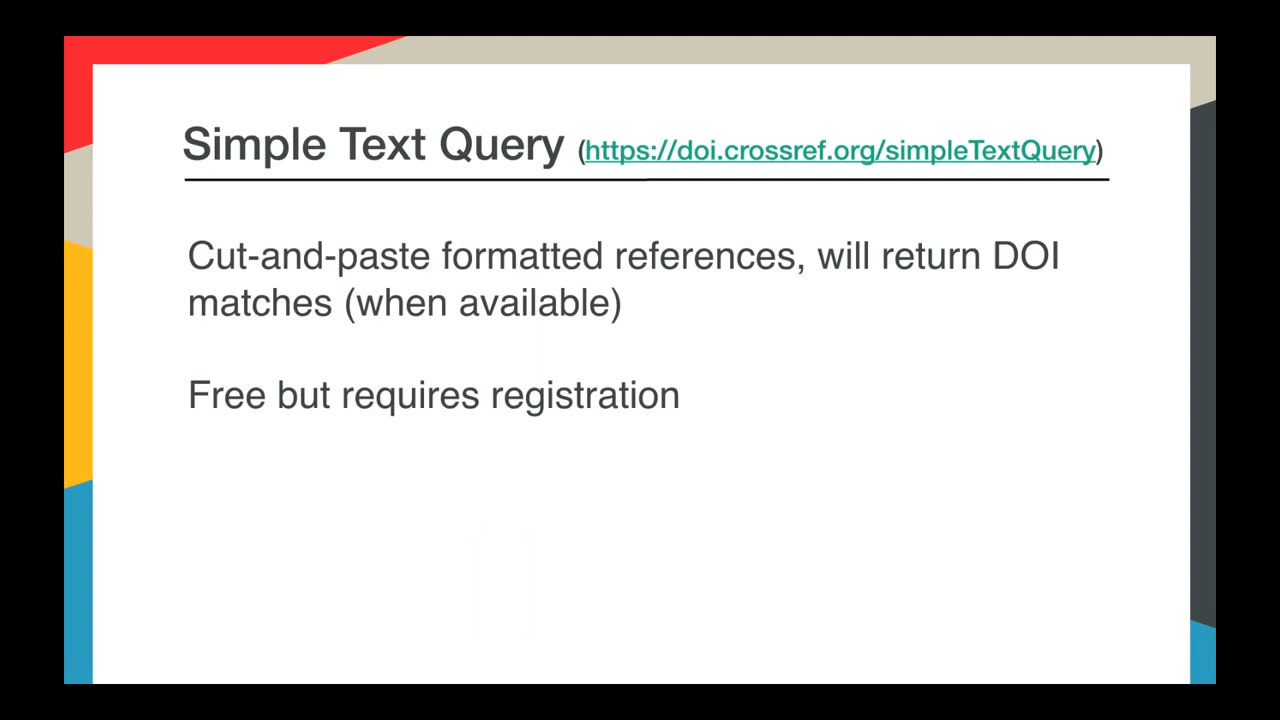 Simple Text Query (https://doi.crossref.org/simpleTextQuery)
Cut-and-paste formatted references, will return DOI
matches (when available)
Free but requires registration